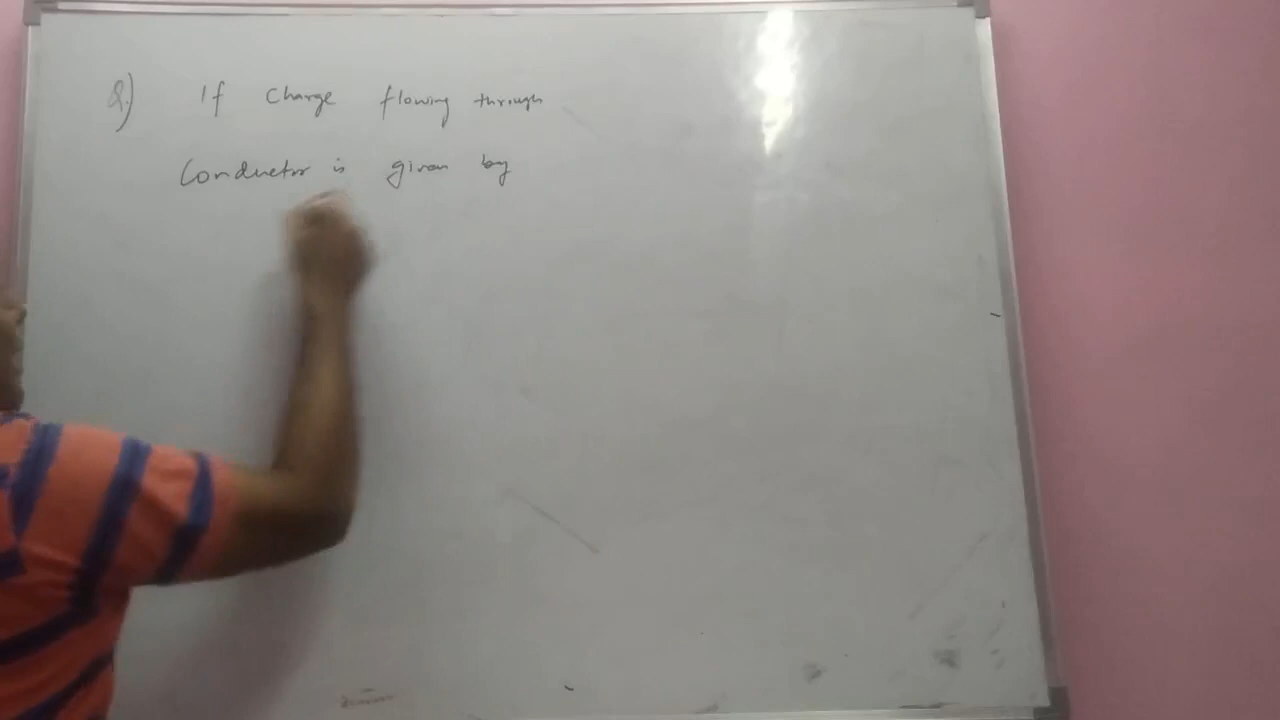 Q.) If Charge flowing through
Conductor is given by